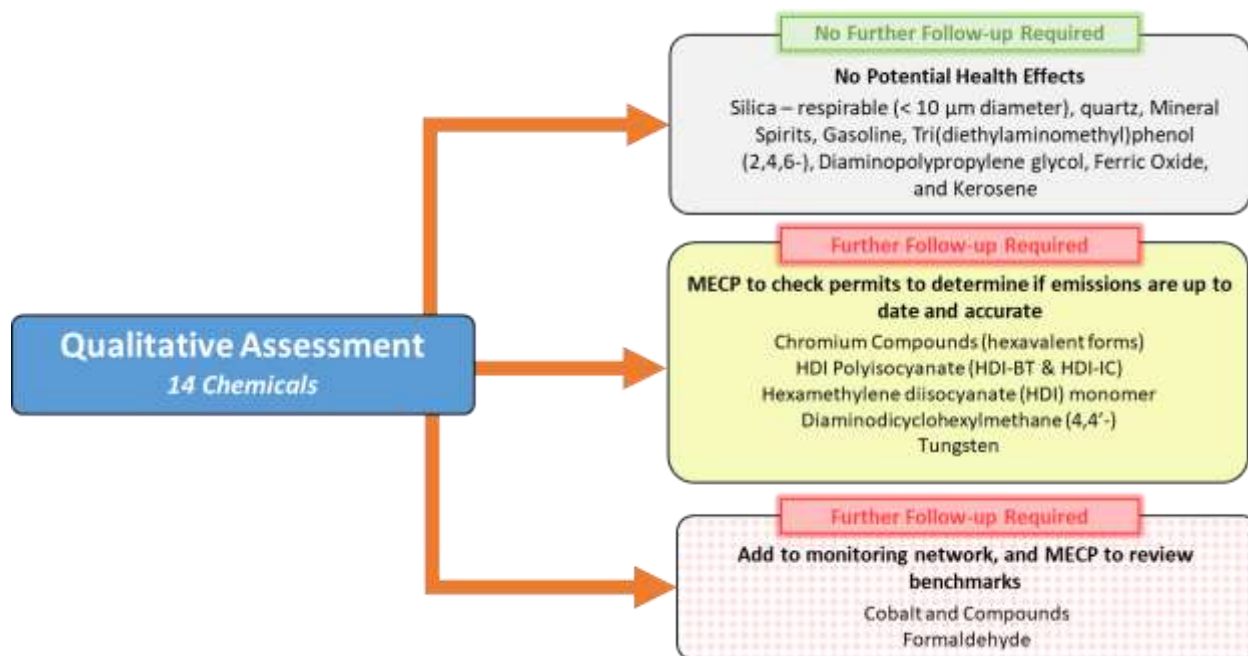 No Further Follow-up Required
No Potential Health Effects
Silica – respirable (< 10 µm diameter), quartz, Mineral
Spirits, Gasoline, Tri(diethylaminomethyl)phenol
(2,4,6-), Diaminopolypropylene glycol, Ferric Oxide,
and Kerosene
Qualitative Assessment
14 Chemicals
Further Follow-up Required
MECP to check permits to determine if emissions are up to
date and accurate
Chromium Compounds (hexavalent forms)
HDI Polyisocyanate (HDI-BT & HDI-IC)
Hexamethylene diisocyanate (HDI) monomer
Diaminodicyclohexylmethane (4,4'-)
Tungsten
Further Follow-up Required
Add to monitoring network, and MECP to review
benchmarks
Cobalt and Compounds
Formaldehyde